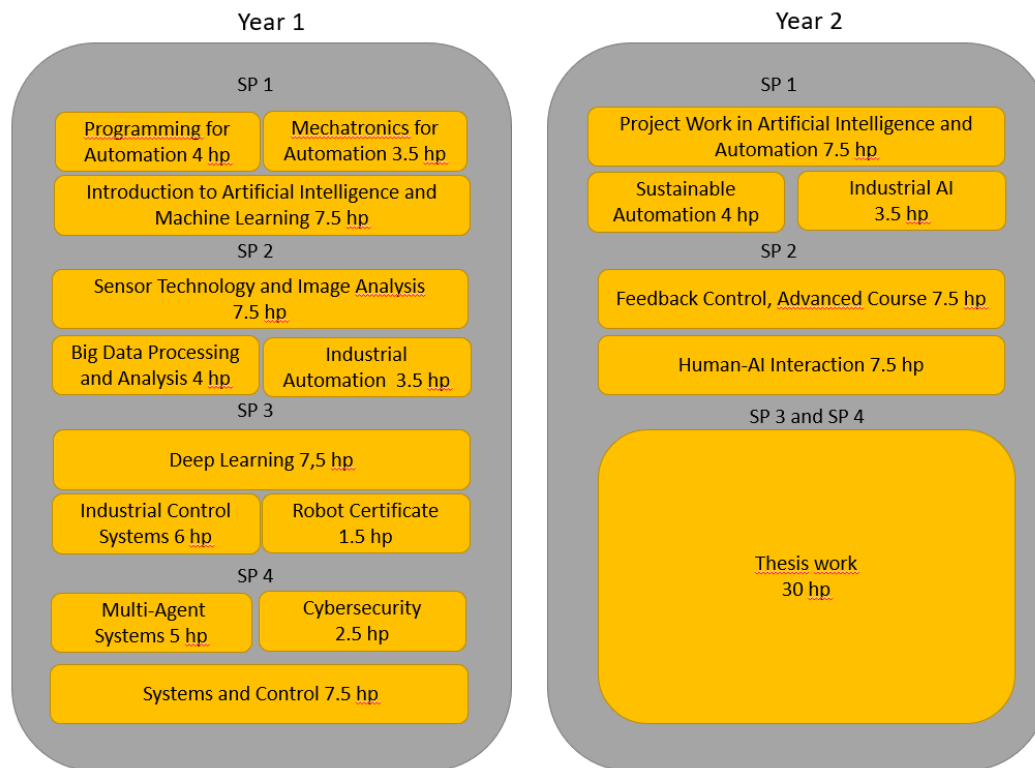 Year 1
SP 1
Programming for
Automation 4 hp
Mechatronics for
Automation 3.5 hp
Introduction to Artificial Intelligence and
Machine Learning 7.5 hp
SP 2
Sensor Technology and Image Analysis
7.5 hp
Big Data Processing
and Analysis 4 hp
Industrial
Automation 3.5 hp
SP 3
Deep Learning 7,5 hp
Industrial Control
Systems 6 hp
Robot Certificate
1.5 hp
SP 4
Multi-Agent
Systems 5 hp
Cybersecurity
2.5 hp
Systems and Control 7.5 hp
Year 2
SP 1
Project Work in Artificial Intelligence and
Automation 7.5 hp
Sustainable
Automation 4 hp
Industrial AI
3.5 hp
SP 2
Feedback Control, Advanced Course 7.5 hp
Human-AI Interaction 7.5 hp
SP 3 and SP 4
Thesis work
30 hp